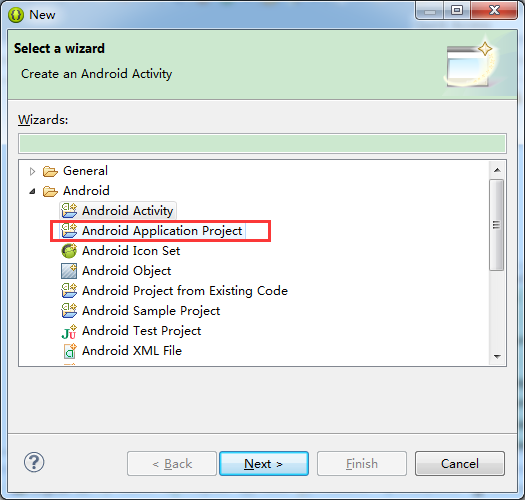 New
Select a wizard
Create an Android Activity
Wizards:
General
Android
Android Activity
Android Application Project
Android Icon Set
Android Object
Android Project from Existing Code
Android Sample Project
Android Test Project
Android XML File
?
< Back
Next >
Finish
Cancel